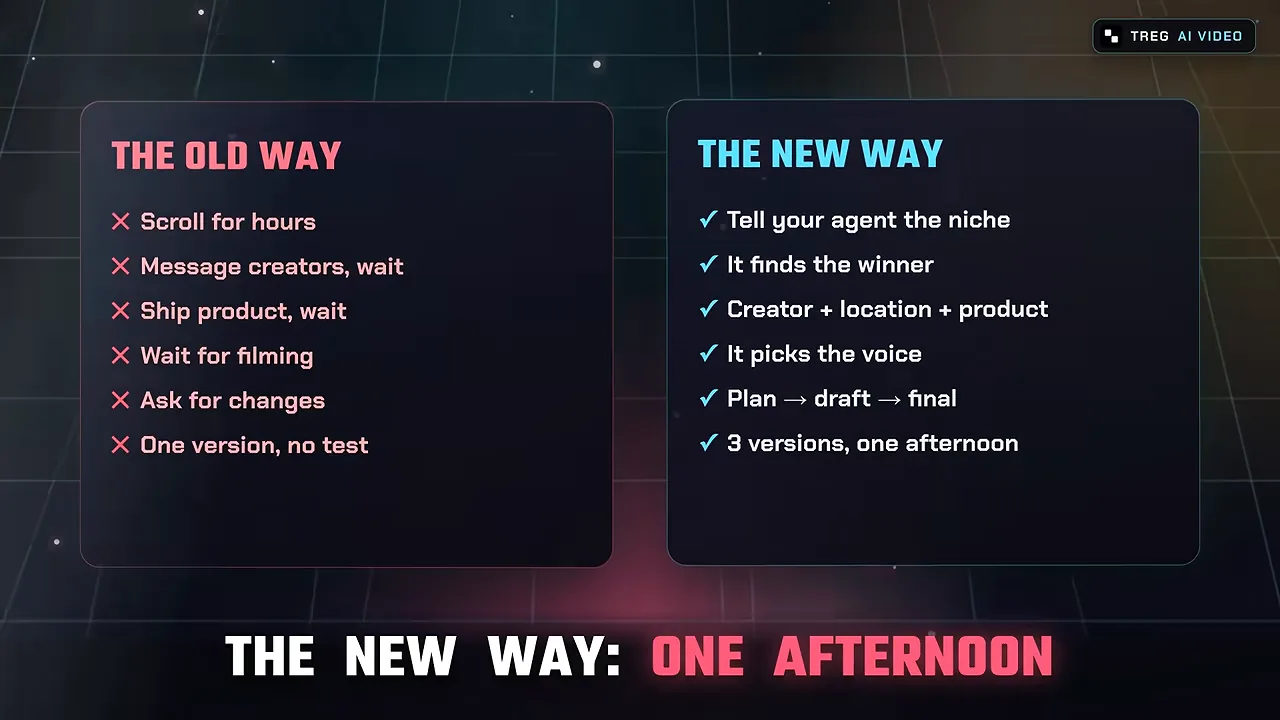 TREG AI VIDEO
THE OLD WAY
✕ Scroll for hours
✕ Message creators, wait
✕ Ship product, wait
✕ Wait for filming
✕ Ask for changes
✕ One version, no test
THE NEW WAY
✓ Tell your agent the niche
✓ It finds the winner
✓ Creator + location + product
✓ It picks the voice
✓ Plan → draft → final
✓ 3 versions, one afternoon
THE NEW WAY: ONE AFTERNOON